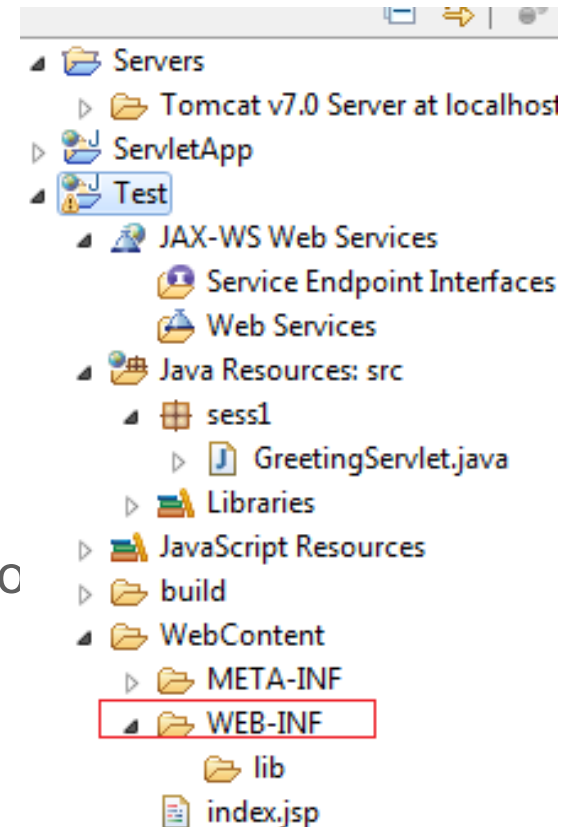 Servers
Tomcat v7.0 Server at localhost
ServletApp
Test
JAX-WS Web Services
Service Endpoint Interfaces
Web Services
Java Resources: src
sess1
GreetingServlet.java
Libraries
JavaScript Resources
build
WebContent
META-INF
WEB-INF
lib
index.jsp